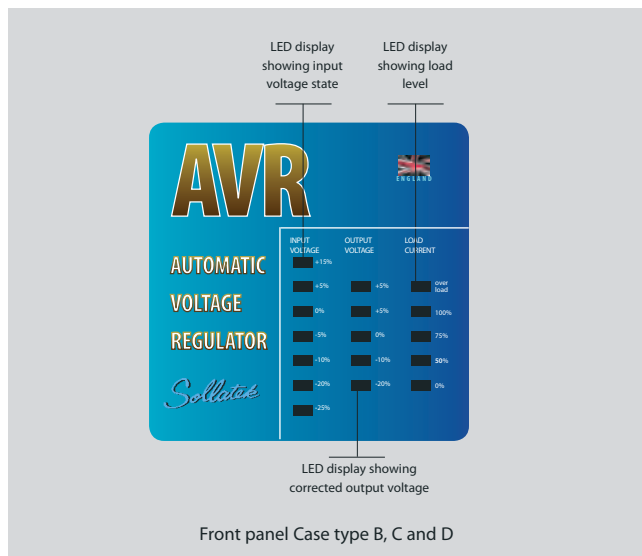 LED display
showing input
voltage state
LED display
showing load
level
AVR
ENGLAND
AUTOMATIC
VOLTAGE
REGULATOR
Sollatek
INPUT
VOLTAGE
+15%
+5%
0%
-5%
-10%
-20%
-25%
OUTPUT
VOLTAGE
+5%
+5%
0%
-10%
-20%
LOAD
CURRENT
over
load
100%
75%
50%
0%
LED display showing
corrected output voltage
Front panel Case type B, C and D